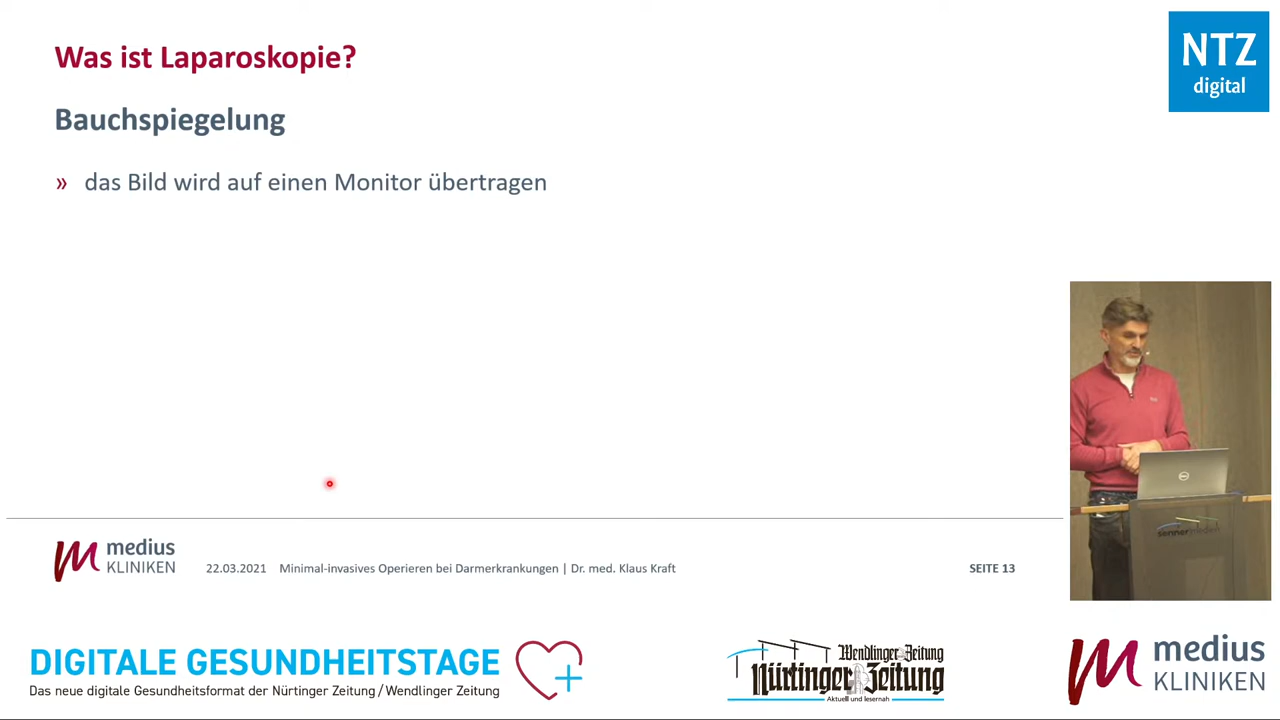 Was ist Laparoskopie?
NTZ
digital
Bauchspiegelung
» das Bild wird auf einen Monitor übertragen
medius
KLINIKEN
22.03.2021 Minimal-invasives Operieren bei Darmerkrankungen | Dr. med. Klaus Kraft
SEITE 13
DIGITALE GESUNDHEITSTAGE
Das neue digitale Gesundheitsformat der Nürtinger Zeitung / Wendlinger Zeitung
Wendlinger Zeitung
Nürtinger Zeitung
Aktuell und lesernah
medius
KLINIKEN